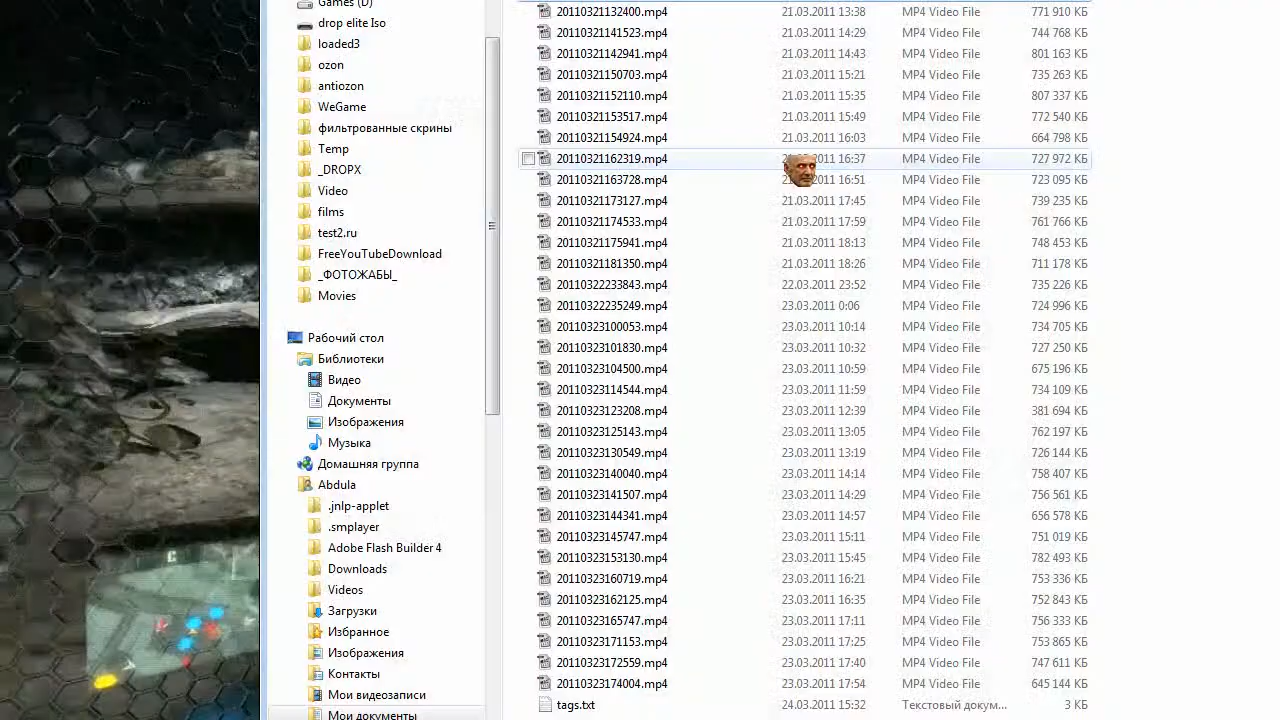 Games (D:)
drop elite Iso
loaded3
ozon
antiozon
WeGame
фильтрованные скрины
Temp
_DROPX
Video
films
test2.ru
FreeYouTubeDownload
_ФОТОЖАБЫ_
Movies
Рабочий стол
Библиотеки
Видео
Документы
Изображения
Музыка
Домашняя группа
Abdula
.jnlp-applet
.smplayer
Adobe Flash Builder 4
Downloads
Videos
Загрузки
Избранное
Изображения
Контакты
Мои видеозаписи
Мои документы
20110321132400.mp4 21.03.2011 13:38 MP4 Video File 771 910 КБ
20110321141523.mp4 21.03.2011 14:29 MP4 Video File 744 768 КБ
20110321142941.mp4 21.03.2011 14:43 MP4 Video File 801 163 КБ
20110321150703.mp4 21.03.2011 15:21 MP4 Video File 735 263 КБ
20110321152110.mp4 21.03.2011 15:35 MP4 Video File 807 337 КБ
20110321153517.mp4 21.03.2011 15:49 MP4 Video File 772 540 КБ
20110321154924.mp4 21.03.2011 16:03 MP4 Video File 664 798 КБ
20110321162319.mp4 16:37 MP4 Video File 727 972 КБ
20110321163728.mp4 16:51 MP4 Video File 723 095 КБ
20110321173127.mp4 21.03.2011 17:45 MP4 Video File 739 235 КБ
20110321174533.mp4 21.03.2011 17:59 MP4 Video File 761 766 КБ
20110321175941.mp4 21.03.2011 18:13 MP4 Video File 748 453 КБ
20110321181350.mp4 21.03.2011 18:26 MP4 Video File 711 178 КБ
20110322233843.mp4 22.03.2011 23:52 MP4 Video File 735 226 КБ
20110322235249.mp4 23.03.2011 0:06 MP4 Video File 724 996 КБ
20110323100053.mp4 23.03.2011 10:14 MP4 Video File 734 705 КБ
20110323101830.mp4 23.03.2011 10:32 MP4 Video File 727 250 КБ
20110323104500.mp4 23.03.2011 10:59 MP4 Video File 675 196 КБ
20110323114544.mp4 23.03.2011 11:59 MP4 Video File 734 109 КБ
20110323123208.mp4 23.03.2011 12:39 MP4 Video File 381 694 КБ
20110323125143.mp4 23.03.2011 13:05 MP4 Video File 762 197 КБ
20110323130549.mp4 23.03.2011 13:19 MP4 Video File 726 144 КБ
20110323140040.mp4 23.03.2011 14:14 MP4 Video File 758 407 КБ
20110323141507.mp4 23.03.2011 14:29 MP4 Video File 756 561 КБ
20110323144341.mp4 23.03.2011 14:57 MP4 Video File 656 578 КБ
20110323145747.mp4 23.03.2011 15:11 MP4 Video File 751 019 КБ
20110323153130.mp4 23.03.2011 15:45 MP4 Video File 782 493 КБ
20110323160719.mp4 23.03.2011 16:21 MP4 Video File 753 336 КБ
20110323162125.mp4 23.03.2011 16:35 MP4 Video File 752 843 КБ
20110323165747.mp4 23.03.2011 17:11 MP4 Video File 756 333 КБ
20110323171153.mp4 23.03.2011 17:25 MP4 Video File 753 865 КБ
20110323172559.mp4 23.03.2011 17:40 MP4 Video File 747 611 КБ
20110323174004.mp4 23.03.2011 17:54 MP4 Video File 645 144 КБ
tags.txt 24.03.2011 15:32 Текстовый докум... 3 КБ